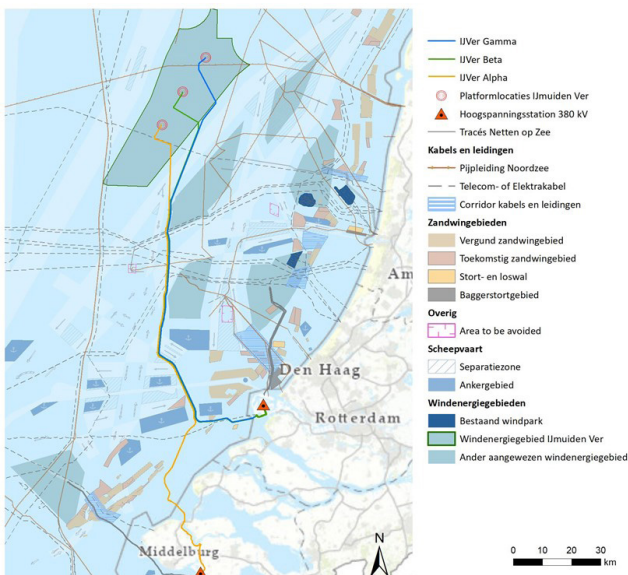 IJVer Gamma
IJVer Beta
IJVer Alpha
Platformlocaties IJmuiden Ver
Hoogspanningsstation 380 kV
Tracés Netten op Zee
Kabels en leidingen
Pijpleiding Noordzee
Telecom- of Elektrakabel
Corridor kabels en leidingen
Zandwingebieden
Vergund zandwingebied
Toekomstig zandwingebied
Stort- en loswal
Baggerstortgebied
Overig
Area to be avoided
Scheepvaart
Separatiezone
Ankergebied
Windenergiegebieden
Bestaand windpark
Windenergiegebied IJmuiden Ver
Ander aangewezen windenergiegebied
Am
Den Haag
Rotterdam
Middelburg
N
0 10 20 30
km